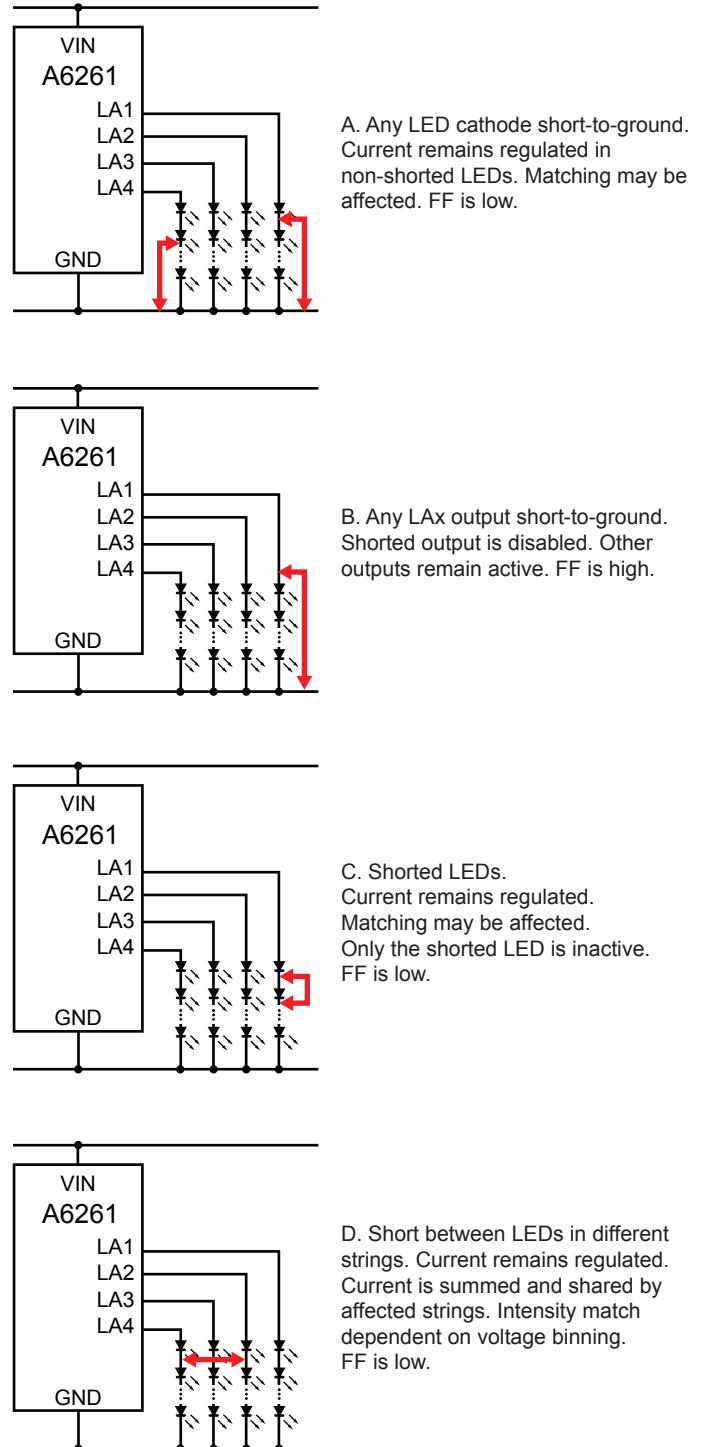 VIN
A6261
LA1
LA2
LA3
LA4
GND
A. Any LED cathode short-to-ground.
Current remains regulated in
non-shorted LEDs. Matching may be
affected. FF is low.
VIN
A6261
LA1
LA2
LA3
LA4
GND
B. Any LAx output short-to-ground.
Shorted output is disabled. Other
outputs remain active. FF is high.
VIN
A6261
LA1
LA2
LA3
LA4
GND
C. Shorted LEDs.
Current remains regulated.
Matching may be affected.
Only the shorted LED is inactive.
FF is low.
VIN
A6261
LA1
LA2
LA3
LA4
GND
D. Short between LEDs in different
strings. Current remains regulated.
Current is summed and shared by
affected strings. Intensity match
dependent on voltage binning.
FF is low.